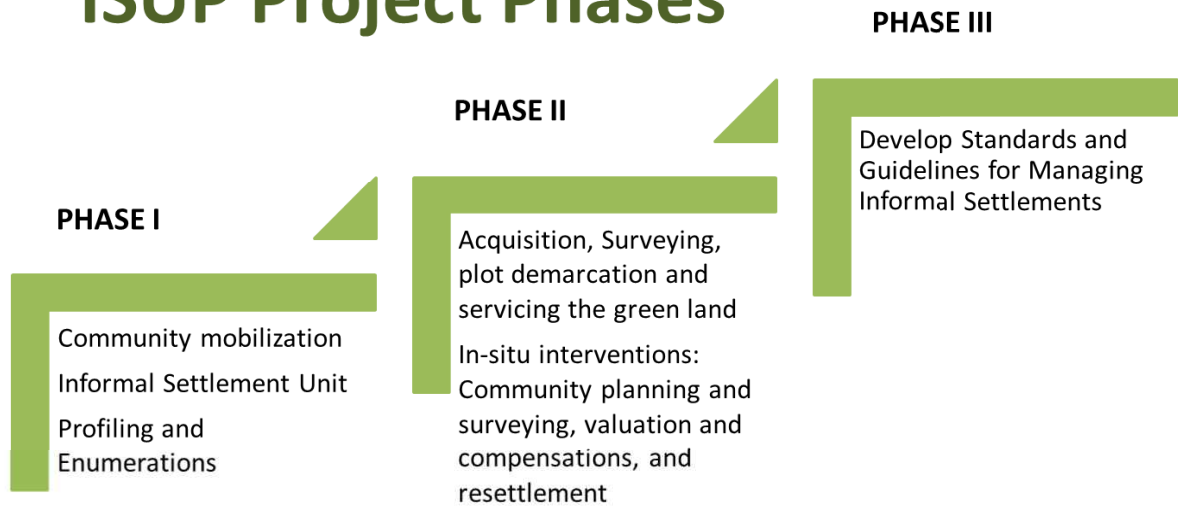 ISUP Project Phases
PHASE I
Community mobilization
Informal Settlement Unit
Profiling and
Enumerations
PHASE II
Acquisition, Surveying,
plot demarcation and
servicing the green land
In-situ interventions:
Community planning and
surveying, valuation and
compensations, and
resettlement
PHASE III
Develop Standards and
Guidelines for Managing
Informal Settlements